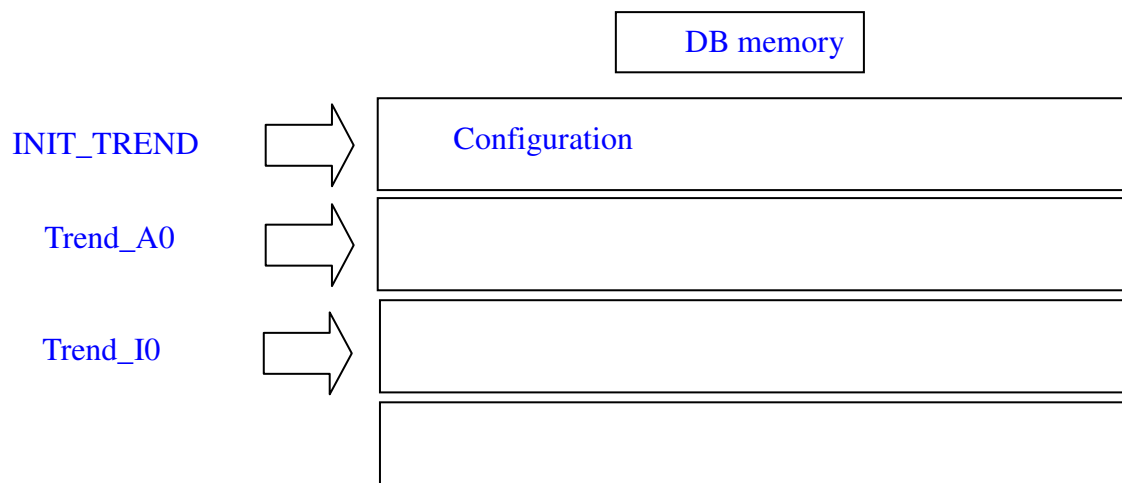 DB memory
INIT_TREND
Configuration
Trend_A0
Trend_I0